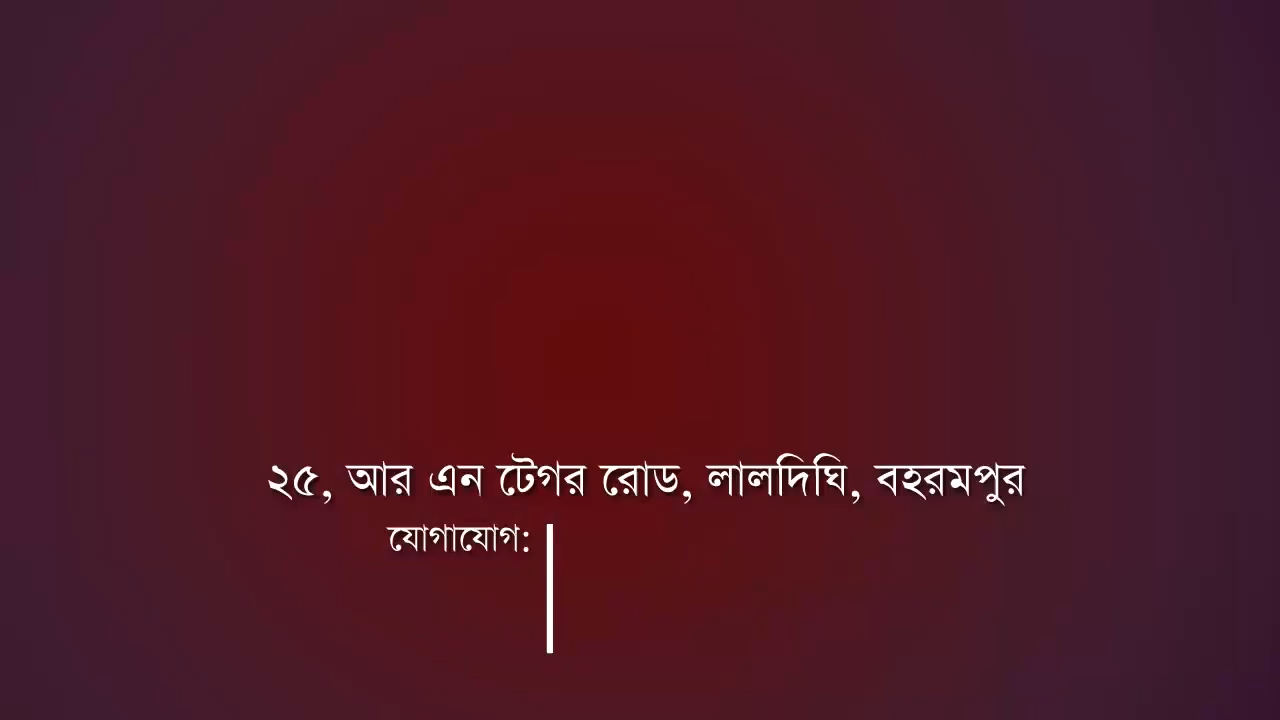 ২৫, আর এন টেগর রোড, লালদিঘি, বহরমপুর
যোগাযোগ: